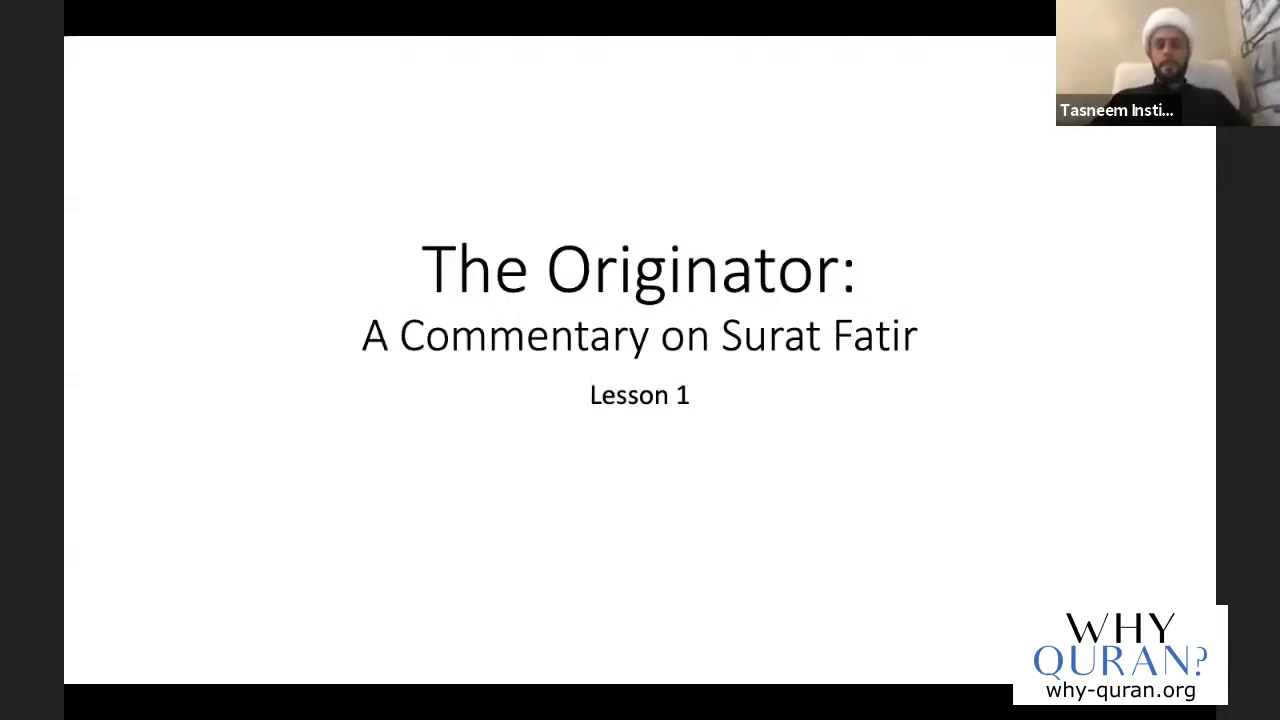 Tasneem Insti...
The Originator:
A Commentary on Surat Fatir
Lesson 1
WHY
QURAN?
why-quran.org